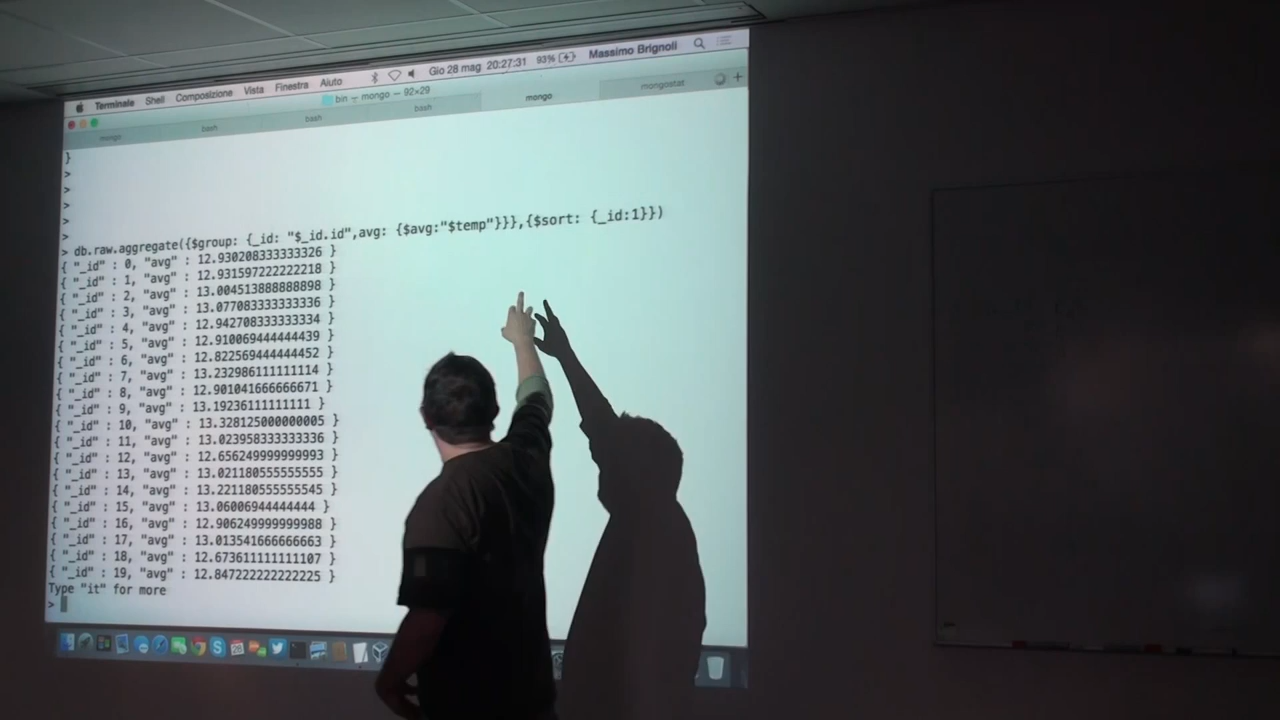 Terminale Shell Composizione Vista Finestra Aiuto Gio 28 mag 20:27:31 93% Massimo Brignoli
bin — mongo — 92×29
mongo bash bash bash mongo mongostat +
}
>
>
>
>
>
> db.raw.aggregate({$group: {_id: "$_id.id",avg: {$avg:"$temp"}}},{$sort: {_id:1}})
{ "_id" : 0, "avg" : 12.930208333333326 }
{ "_id" : 1, "avg" : 12.931597222222218 }
{ "_id" : 2, "avg" : 13.004513888888898 }
{ "_id" : 3, "avg" : 13.077083333333336 }
{ "_id" : 4, "avg" : 12.942708333333334 }
{ "_id" : 5, "avg" : 12.910069444444439 }
{ "_id" : 6, "avg" : 12.822569444444452 }
{ "_id" : 7, "avg" : 13.232986111111114 }
{ "_id" : 8, "avg" : 12.901041666666671 }
{ "_id" : 9, "avg" : 13.19236111111111 }
{ "_id" : 10, "avg" : 13.328125000000005 }
{ "_id" : 11, "avg" : 13.023958333333336 }
{ "_id" : 12, "avg" : 12.656249999999993 }
{ "_id" : 13, "avg" : 13.021180555555555 }
{ "_id" : 14, "avg" : 13.221180555555545 }
{ "_id" : 15, "avg" : 13.06006944444444 }
{ "_id" : 16, "avg" : 12.906249999999988 }
{ "_id" : 17, "avg" : 13.013541666666663 }
{ "_id" : 18, "avg" : 12.673611111111107 }
{ "_id" : 19, "avg" : 12.847222222222225 }
Type "it" for more
>